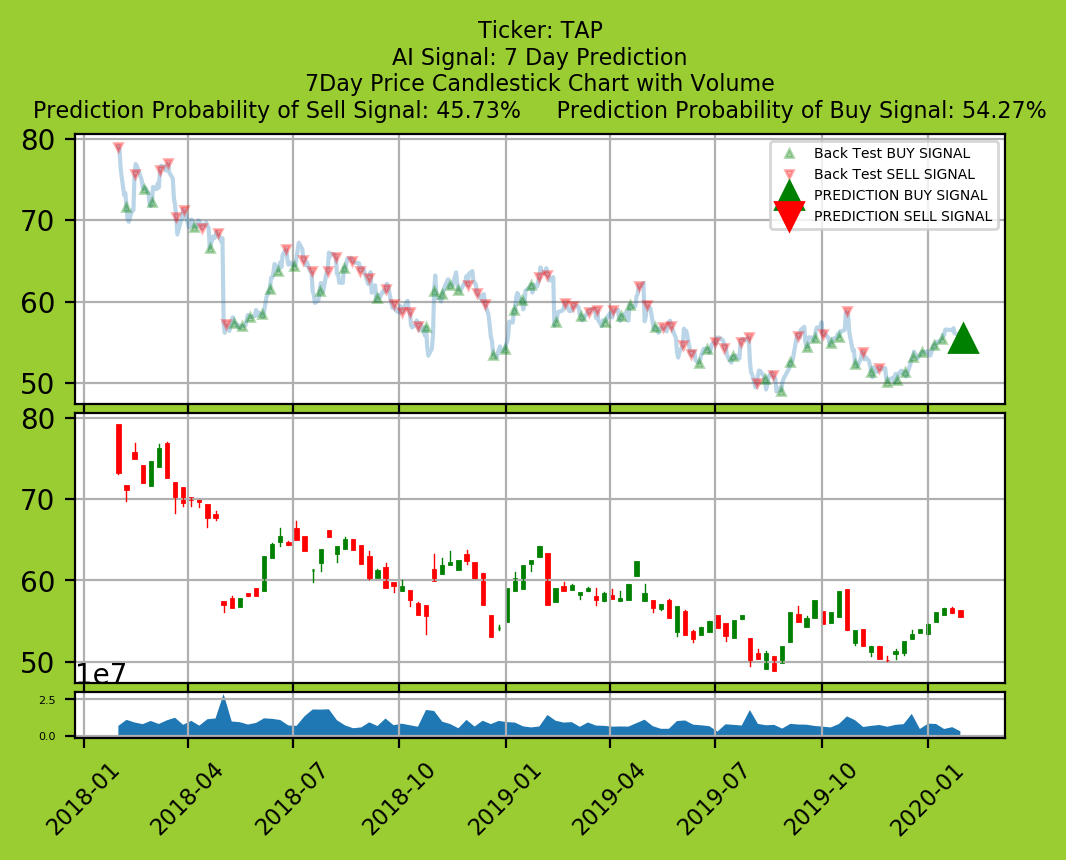 Ticker: TAP
AI Signal: 7 Day Prediction
7Day Price Candlestick Chart with Volume
Prediction Probability of Sell Signal: 45.73% Prediction Probability of Buy Signal: 54.27%
80
70
60
50
Back Test BUY SIGNAL
Back Test SELL SIGNAL
PREDICTION BUY SIGNAL
PREDICTION SELL SIGNAL
80
70
60
50
1e7
2.5
0.0
2018-01
2018-04
2018-07
2018-10
2019-01
2019-04
2019-07
2019-10
2020-01